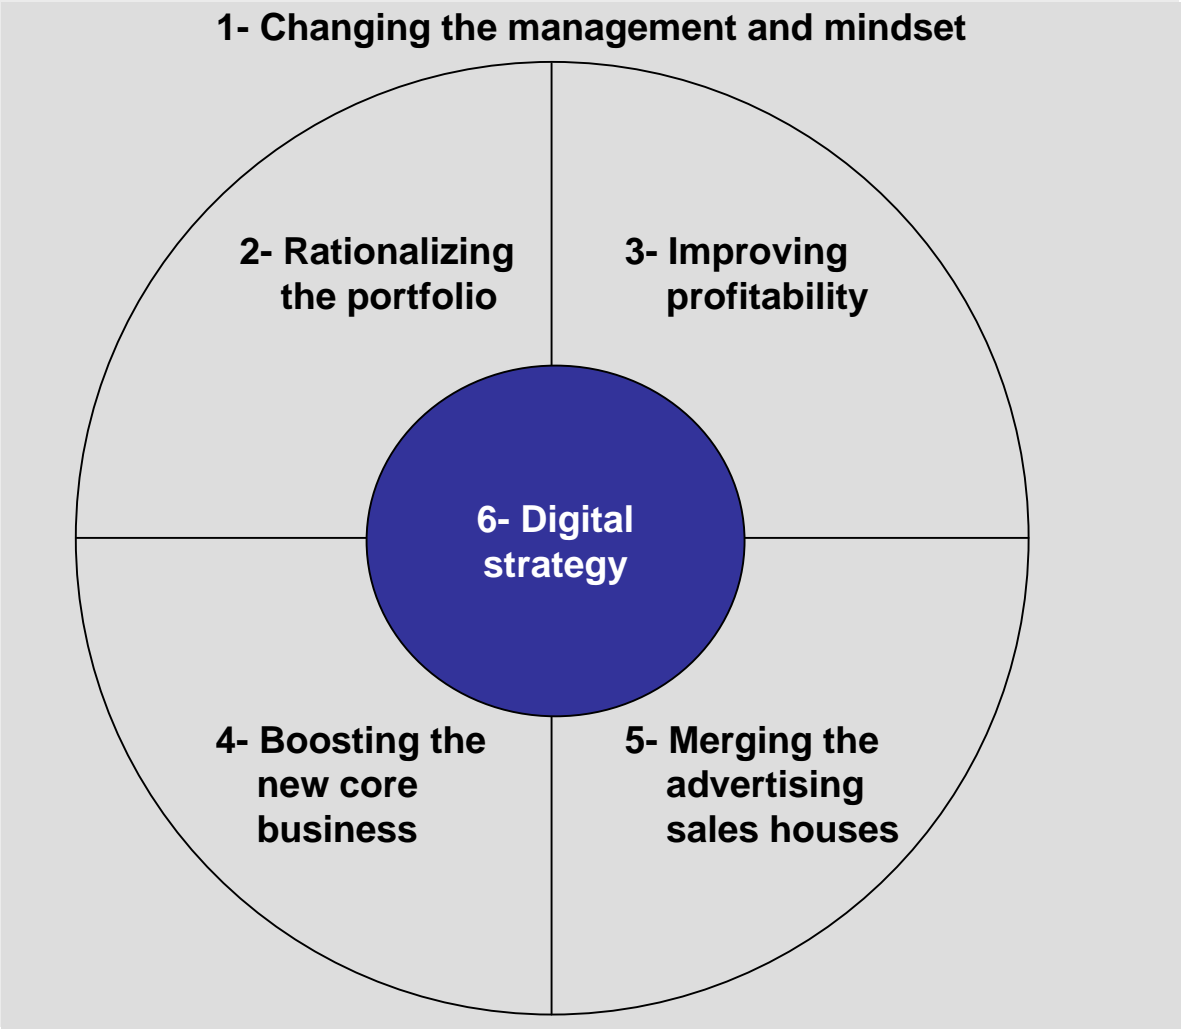 1- Changing the management and mindset
2- Rationalizing
the portfolio
3- Improving
profitability
6- Digital
strategy
4- Boosting the
new core
business
5- Merging the
advertising
sales houses